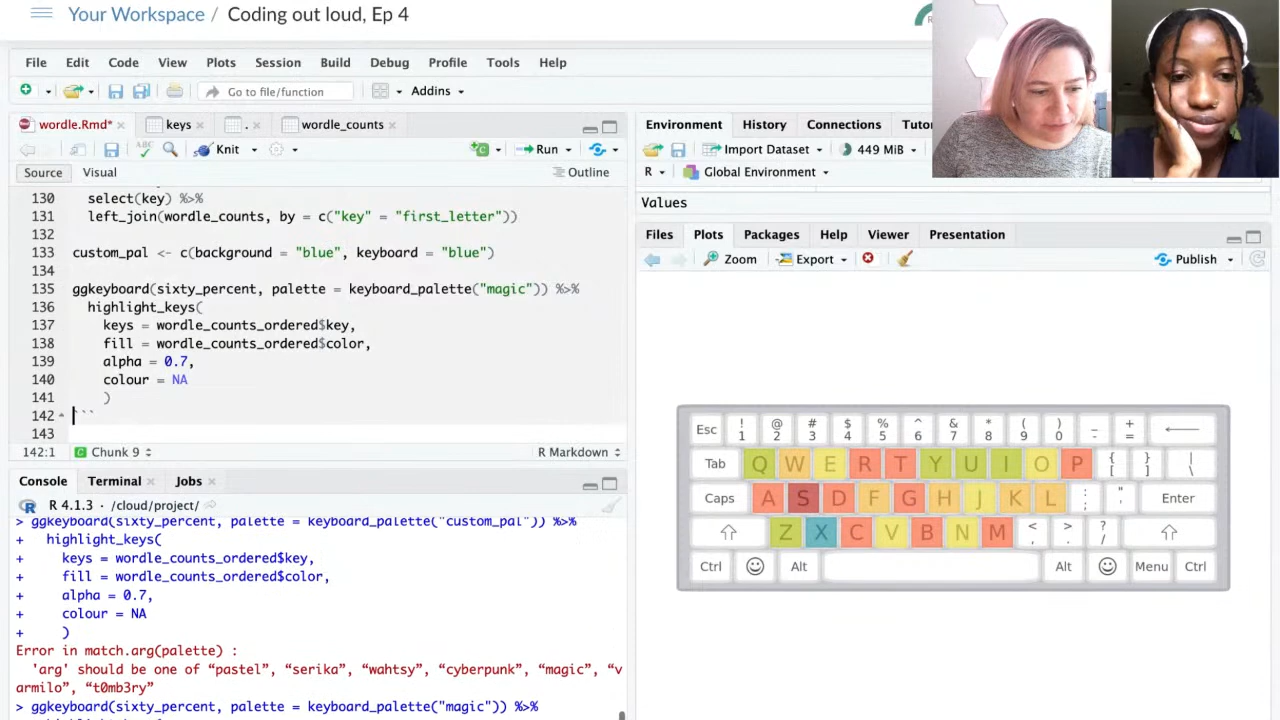 Your Workspace / Coding out loud, Ep 4
File Edit Code View Plots Session Build Debug Profile Tools Help
Go to file/function Addins
wordle.Rmd* keys . wordle_counts
ABC Knit Run
Source Visual Outline
130 select(key) %>%
131 left_join(wordle_counts, by = c("key" = "first_letter"))
132
133 custom_pal <- c(background = "blue", keyboard = "blue")
134
135 ggkeyboard(sixty_percent, palette = keyboard_palette("magic")) %>%
136 highlight_keys(
137 keys = wordle_counts_ordered$key,
138 fill = wordle_counts_ordered$color,
139 alpha = 0.7,
140 colour = NA
141 )
142 ```
143
142:1 Chunk 9 R Markdown
Console Terminal Jobs
R 4.1.3 · /cloud/project/
> ggkeyboard(sixty_percent, palette = keyboard_palette("custom_pal")) %>%
+ highlight_keys(
+ keys = wordle_counts_ordered$key,
+ fill = wordle_counts_ordered$color,
+ alpha = 0.7,
+ colour = NA
+ )
Error in match.arg(palette) :
'arg' should be one of “pastel”, “serika”, “wahtsy”, “cyberpunk”, “magic”, “v
armilo”, “t0mb3ry”
> ggkeyboard(sixty_percent, palette = keyboard_palette("magic")) %>%
Environment History Connections
Import Dataset 449 MiB
R Global Environment
Values
Files Plots Packages Help Viewer Presentation
Zoom Export Publish
Esc ! 1 @ 2 # 3 $ 4 % 5 ^ 6 & 7 * 8 ( 9 ) 0 _ - + =
Tab Q W E R T Y U I O P { [ } ] | \
Caps A S D F G H J K L : ; " ' Enter
Z X C V B N M < , > . ? /
Ctrl Alt Alt Menu Ctrl